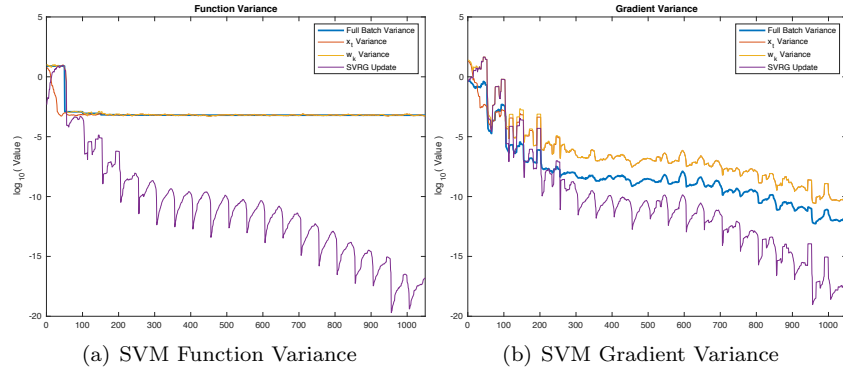 Function Variance
Full Batch Variance
x_t Variance
w_k Variance
SVRG Update
log_10( Value )
5
0
-5
-10
-15
-20
0 100 200 300 400 500 600 700 800 900 1000
(a) SVM Function Variance
Gradient Variance
Full Batch Variance
x_t Variance
w_k Variance
SVRG Update
log_10( Value )
5
0
-5
-10
-15
-20
0 100 200 300 400 500 600 700 800 900 1000
(b) SVM Gradient Variance